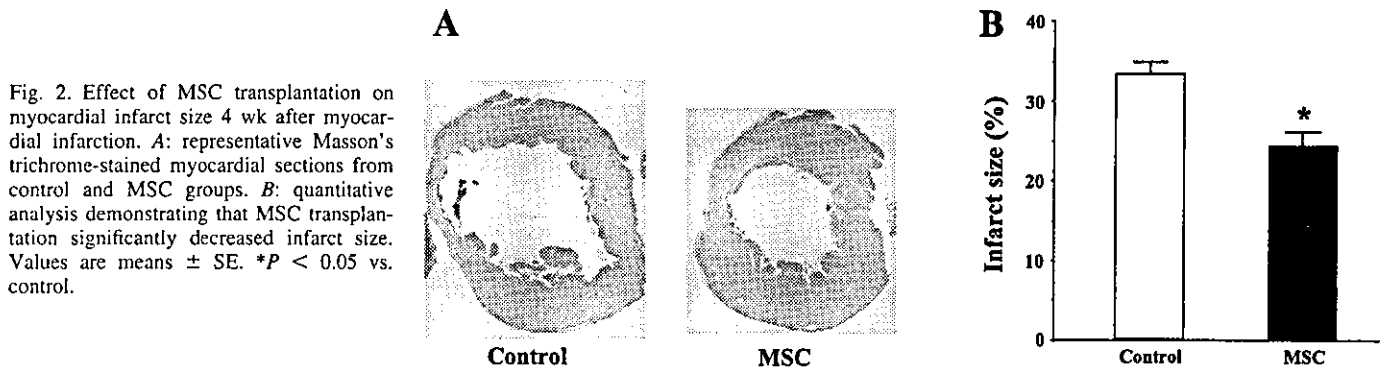 Fig. 2. Effect of MSC transplantation on
myocardial infarct size 4 wk after myocar-
dial infarction. A: representative Masson's
trichrome-stained myocardial sections from
control and MSC groups. B: quantitative
analysis demonstrating that MSC transplan-
tation significantly decreased infarct size.
Values are means ± SE. *P < 0.05 vs.
control.
A
Control
MSC
B
Infarct size (%)
40
30
20
10
0
*
Control
MSC